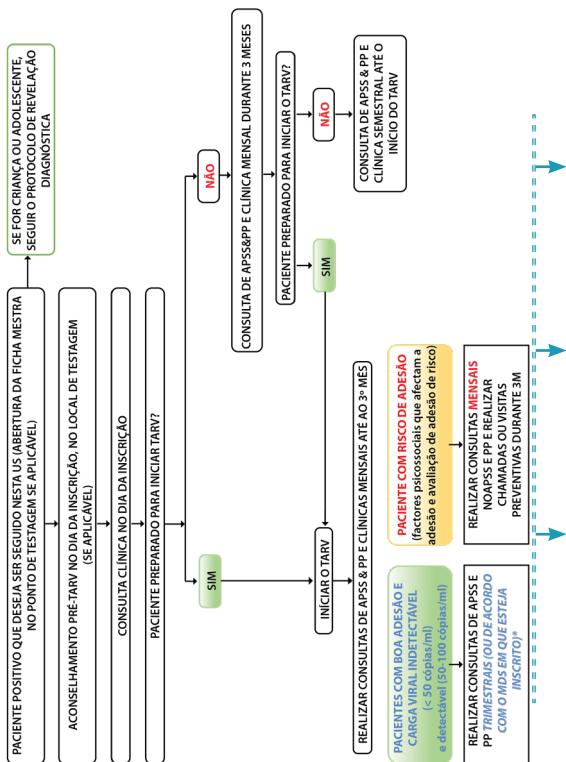 PACIENTE POSITIVO QUE DESEJA SER SEGUIDO NESTA US (ABERTURA DA FICHA MESTRA
NO PONTO DE TESTAGEM SE APLICÁVEL)
SE FOR CRIANÇA OU ADOLESCENTE,
SEGUIR O PROTOCOLO DE REVELAÇÃO
DIAGNÓSTICA
ACONSELHAMENTO PRÉ-TARV NO DIA DA INSCRIÇÃO, NO LOCAL DE TESTAGEM
(SE APLICÁVEL)
CONSULTA CLÍNICA NO DIA DA INSCRIÇÃO
PACIENTE PREPARADO PARA INICIAR TARV?
SIM
NÃO
CONSULTA DE APSS&PP E CLÍNICA MENSAL DURANTE 3 MESES
PACIENTE PREPARADO PARA INICIAR O TARV?
SIM
NÃO
CONSULTA DE APSS & PP E
CLÍNICA SEMESTRAL ATÉ O
INÍCIO DO TARV
INÍCIAR O TARV
REALIZAR CONSULTAS DE APSS & PP E CLÍNICAS MENSAIS ATÉ AO 3º MÊS
PACIENTES COM BOA ADESÃO E
CARGA VIRAL INDETECTÁVEL
(< 50 cópias/ml)
e detectável (50-100 cópias/ml)
PACIENTE COM RISCO DE ADESÃO
(factores psicossociais que afectam a
adesão e avaliação de adesão de risco)
REALIZAR CONSULTAS DE APSS E
PP TRIMESTRAIS (OU DE ACORDO
COM O MDS EM QUE ESTEJA
INSCRITO)*
REALIZAR CONSULTAS MENSAIS
NOAPSS E PP E REALIZAR
CHAMADAS OU VISITAS
PREVENTIVAS DURANTE 3M